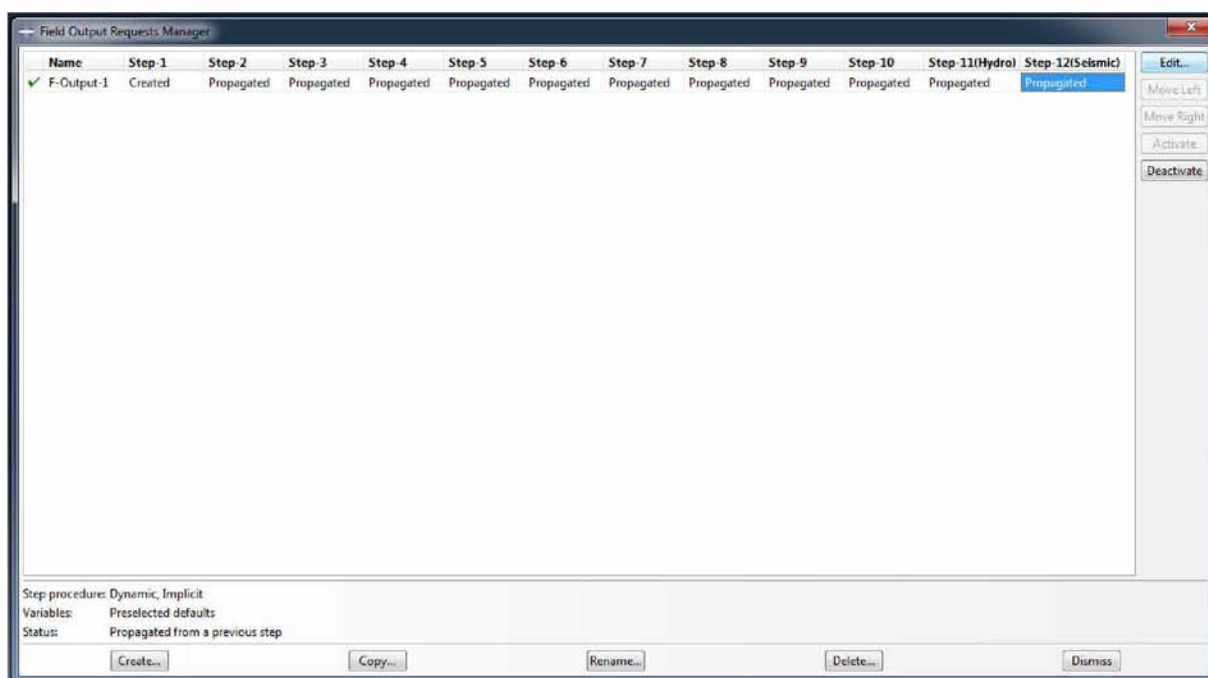 Field Output Requests Manager
Name Step-1 Step-2 Step-3 Step-4 Step-5 Step-6 Step-7 Step-8 Step-9 Step-10 Step-11(Hydro) Step-12(Seismic)
F-Output-1 Created Propagated Propagated Propagated Propagated Propagated Propagated Propagated Propagated Propagated Propagated Propagated
Edit...
Move Left
Move Right
Activate
Deactivate
Step procedure: Dynamic, Implicit
Variables: Preselected defaults
Status: Propagated from a previous step
Create... Copy... Rename... Delete... Dismiss